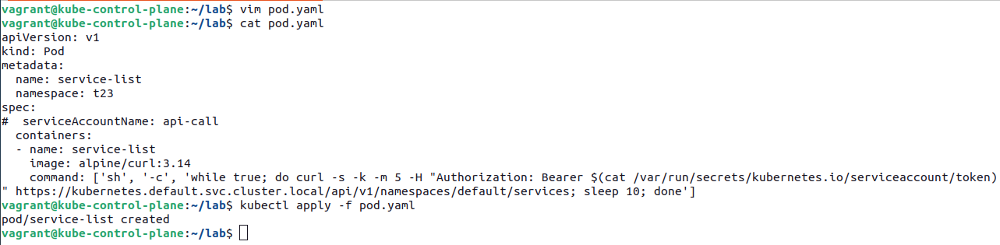 vagrant@kube-control-plane:~/lab$ vim pod.yaml
vagrant@kube-control-plane:~/lab$ cat pod.yaml
apiVersion: v1
kind: Pod
metadata:
  name: service-list
  namespace: t23
spec:
#  serviceAccountName: api-call
  containers:
  - name: service-list
    image: alpine/curl:3.14
    command: ['sh', '-c', 'while true; do curl -s -k -m 5 -H "Authorization: Bearer $(cat /var/run/secrets/kubernetes.io/serviceaccount/token)
" https://kubernetes.default.svc.cluster.local/api/v1/namespaces/default/services; sleep 10; done']
vagrant@kube-control-plane:~/lab$ kubectl apply -f pod.yaml
pod/service-list created
vagrant@kube-control-plane:~/lab$